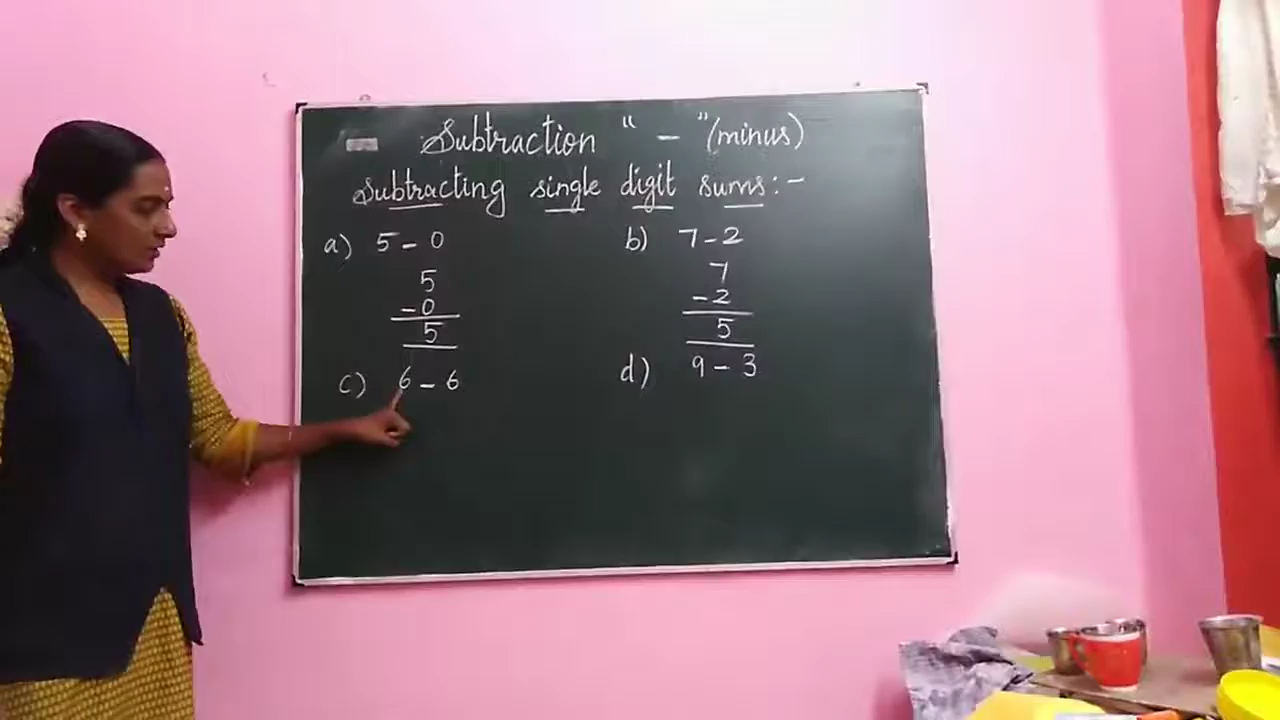 Subtraction “ - ” (minus)
Subtracting single digit sums:-
a) 5 - 0
5
-0
5
b) 7 - 2
7
-2
5
c) 6 - 6
d) 9 - 3